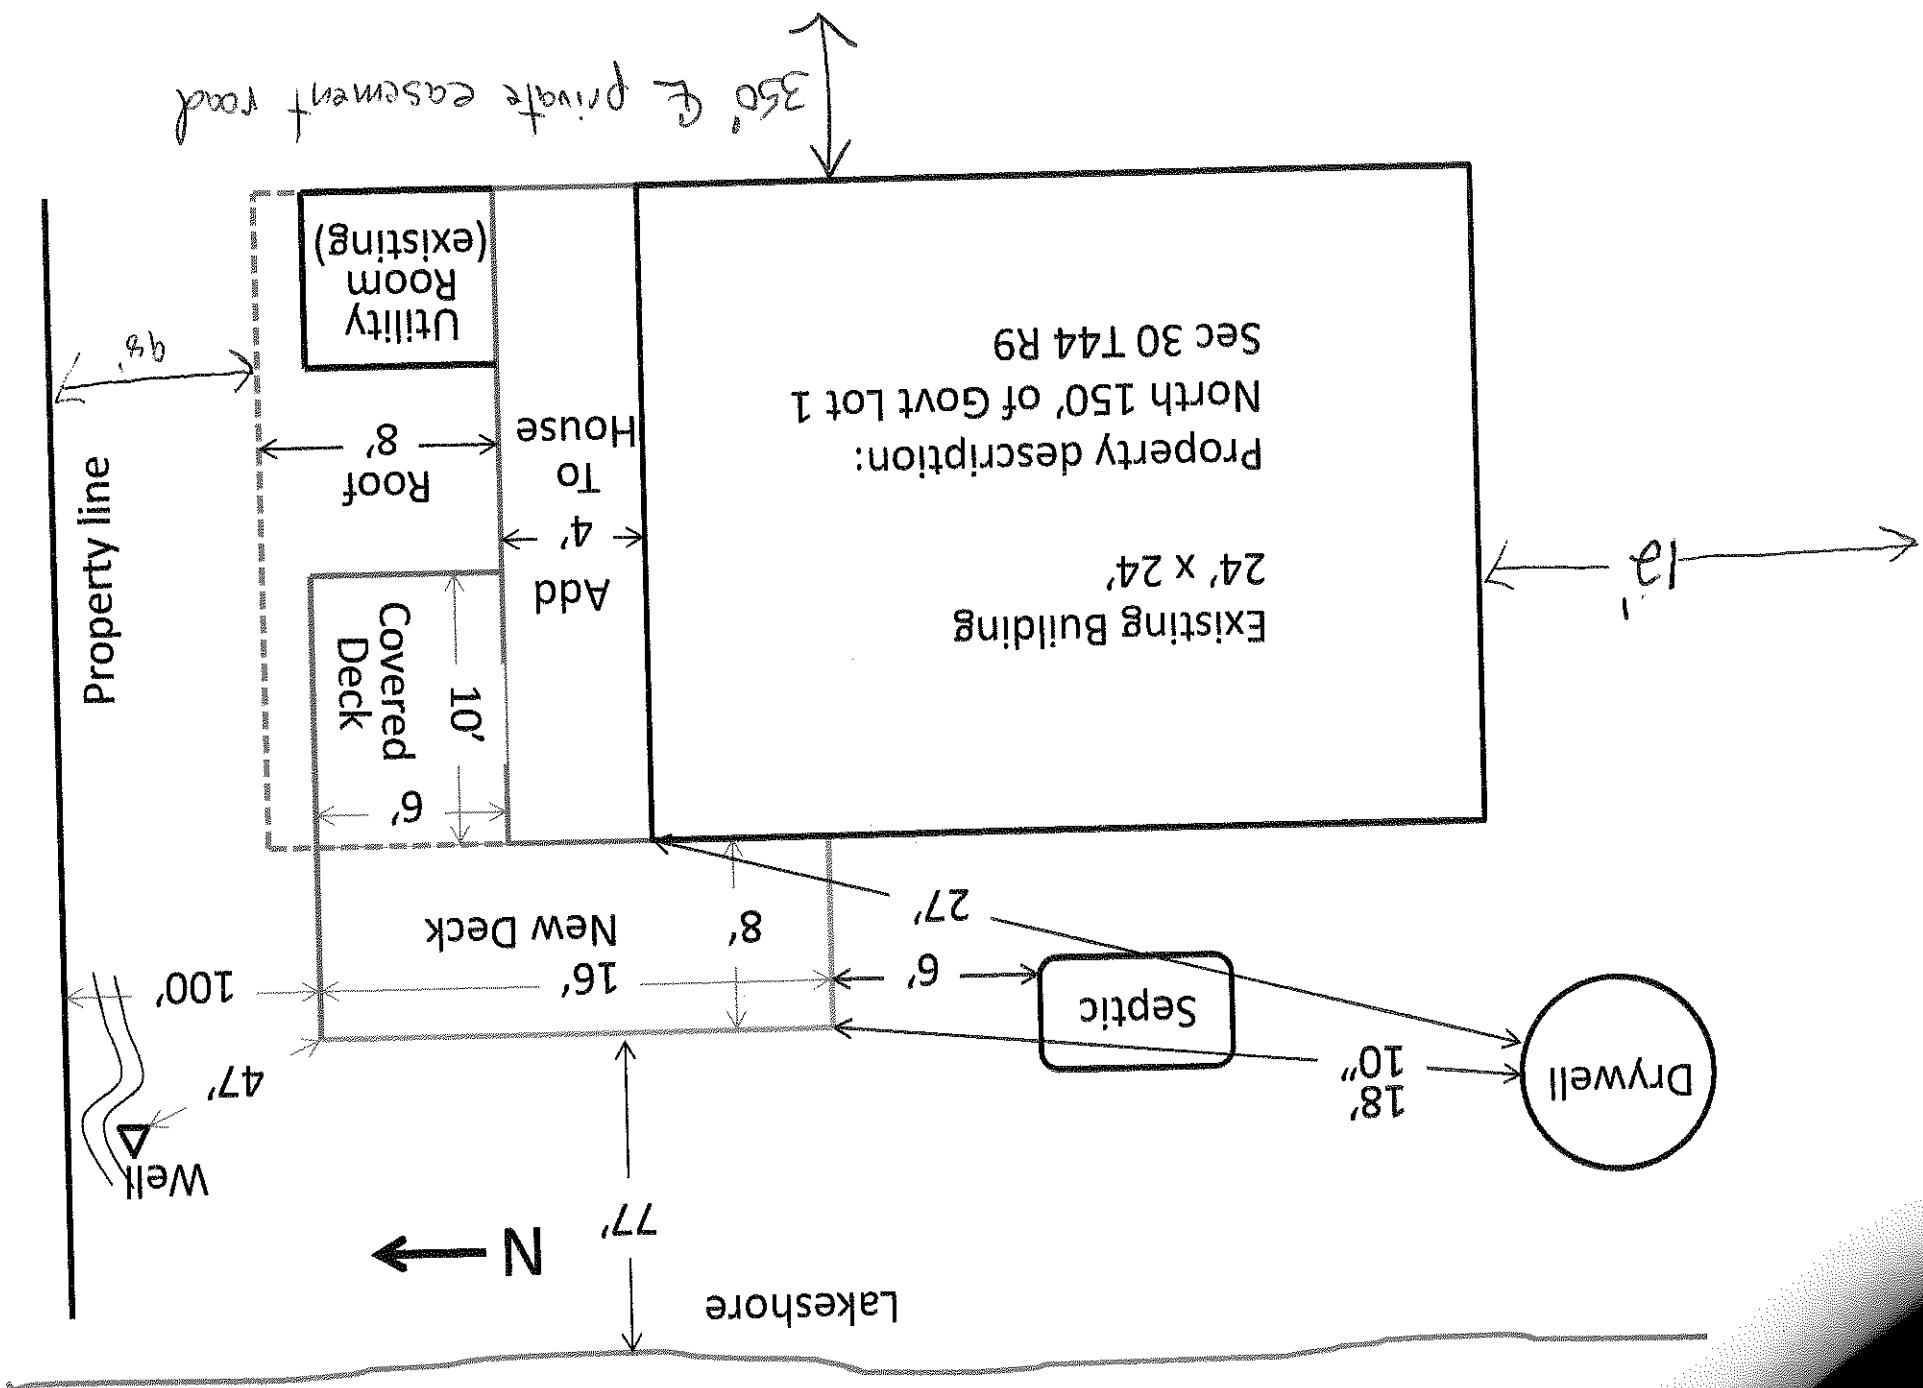 Lakeshore
77'
N
Well
47'
Drywell
18'
10"
Septic
6'
16'
New Deck
8'
100'
27'
Existing Building
24' x 24'
Property description:
North 150' of Govt Lot 1
Sec 30 T44 R9
12'
Add
4'
To
House
6'
10'
Covered
Deck
Roof
8'
Utility
Room
(existing)
98'
Property line
350' ℄ private easement road